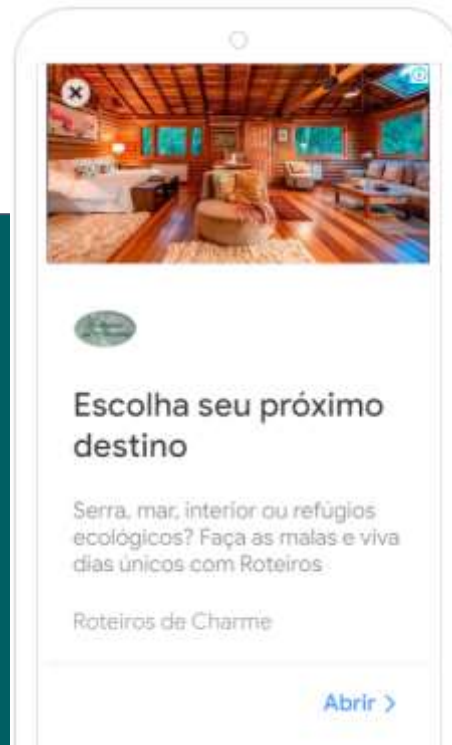 Escolha seu próximo
destino
Serra, mar, interior ou refúgios
ecológicos? Faça as malas e viva
dias únicos com Roteiros
Roteiros de Charme
Abrir >